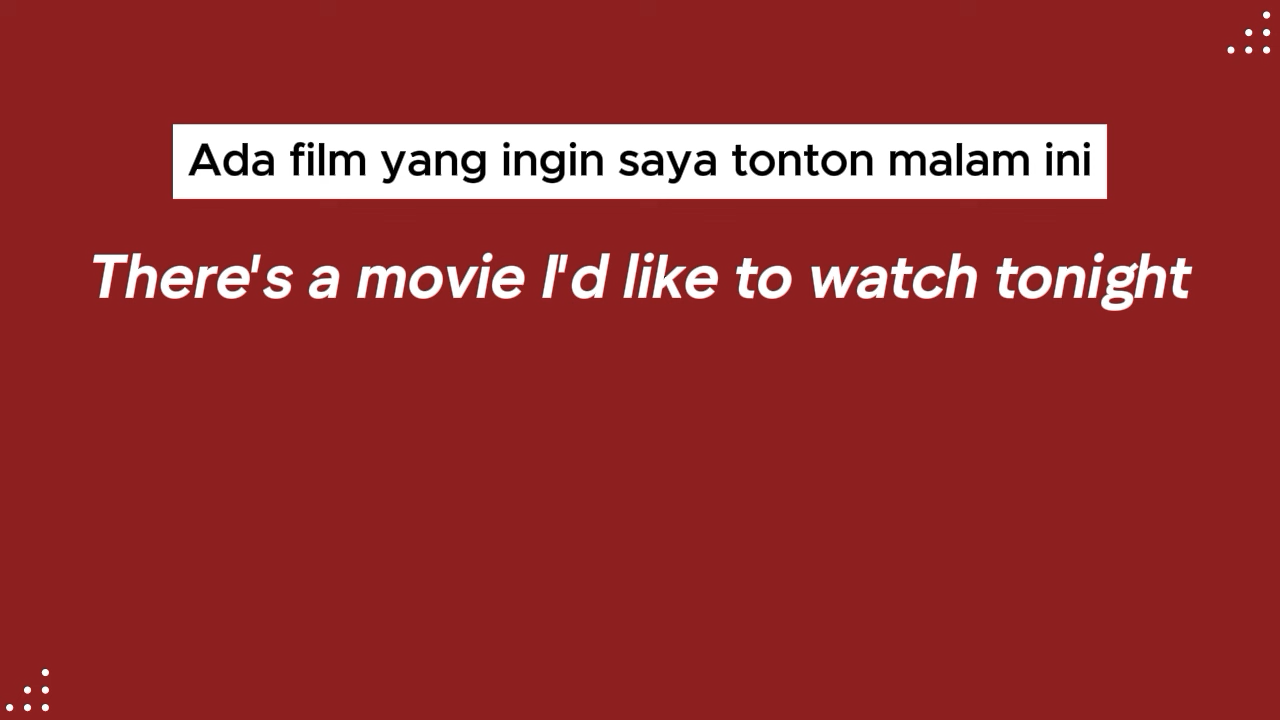 Ada film yang ingin saya tonton malam ini
There's a movie I'd like to watch tonight